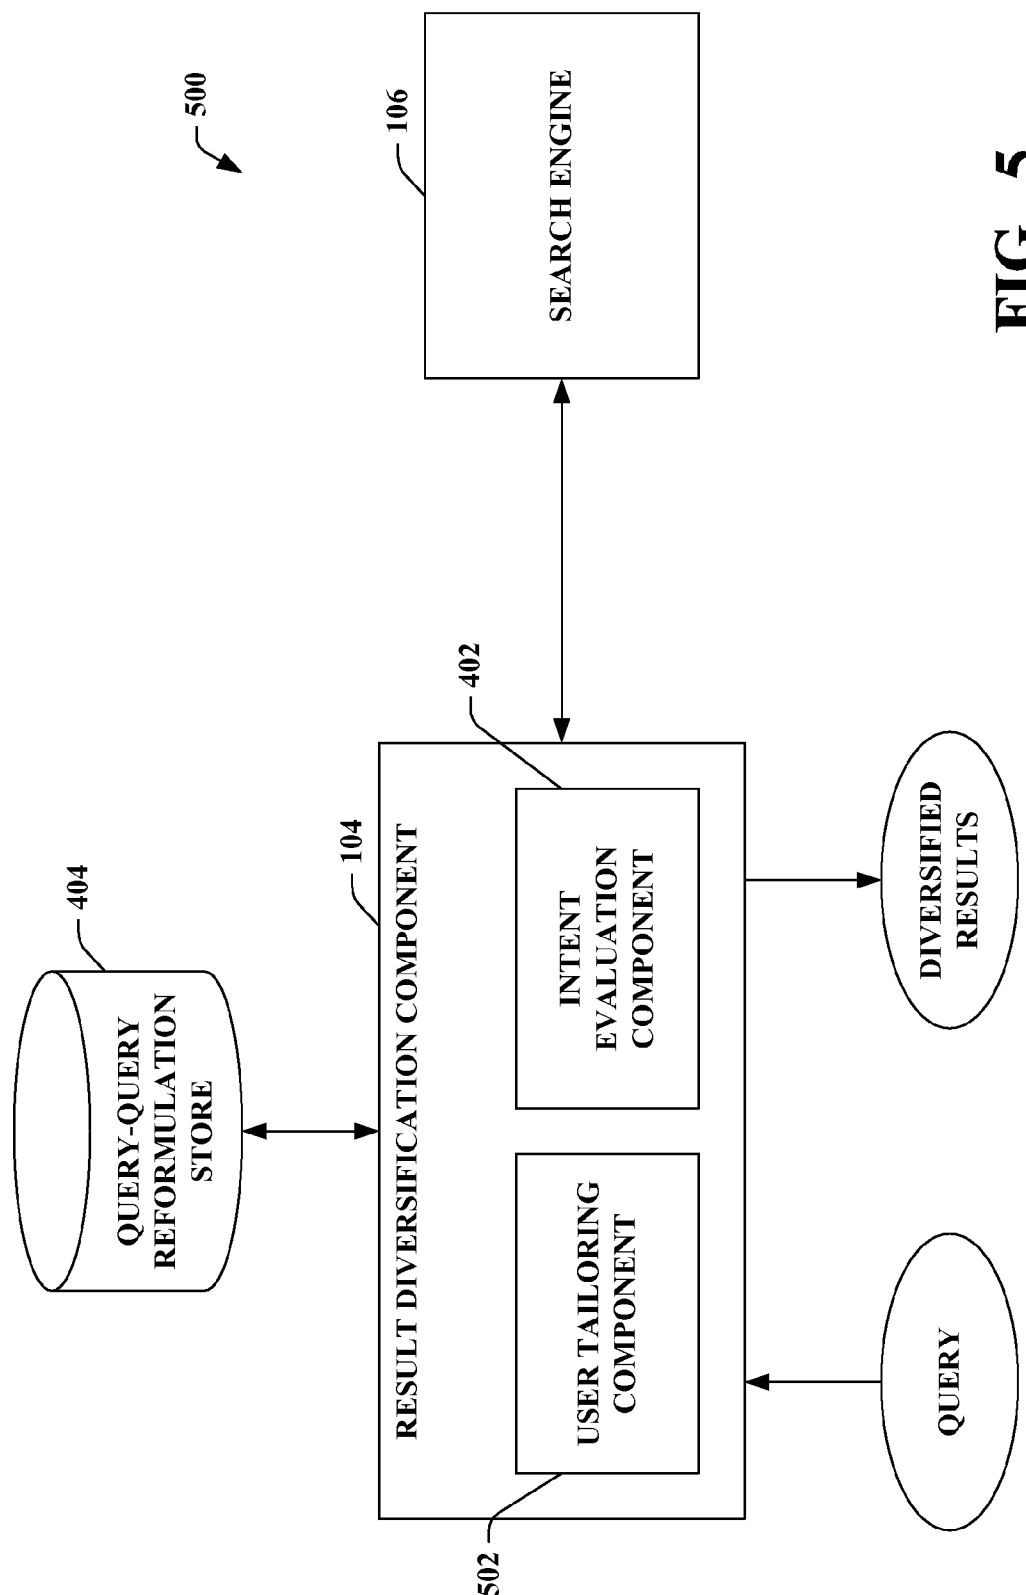 500
404
QUERY-QUERY
REFORMULATION
STORE
104
RESULT DIVERSIFICATION COMPONENT
402
106
502
USER TAILORING
COMPONENT
INTENT
EVALUATION
COMPONENT
SEARCH ENGINE
QUERY
DIVERSIFIED
RESULTS
FIG. 5